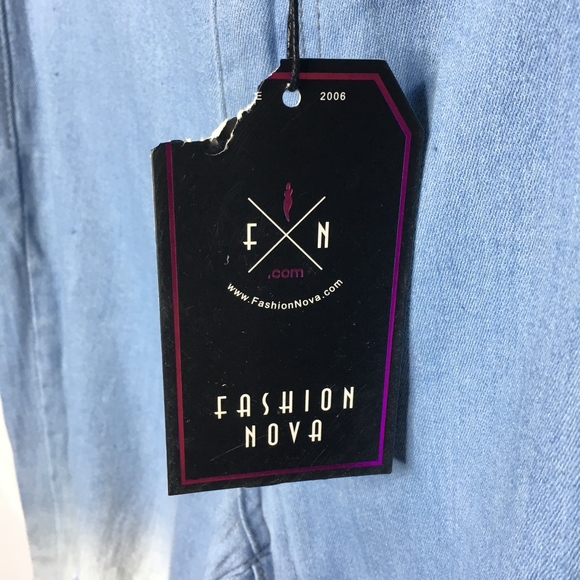 E 2006
F N
.com
www.FashionNova.com
FASHION
NOVA